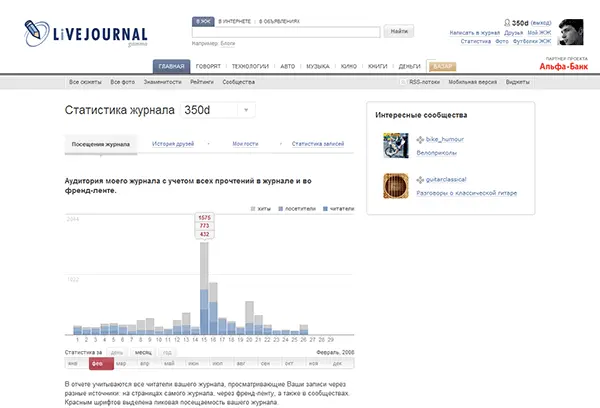 LIVEJOURNAL
В ЖЖ В ИНТЕРНЕТЕ \ В ОБЪЯВЛЕНИЯХ
Найти
Например: Блоги
350d (выход)
Написать в журнал Друзья Мой ЖЖ
Статистика Фото Футболки ЖЖ
ГЛАВНАЯ ГОВОРЯТ ТЕХНОЛОГИИ АВТО МУЗЫКА КИНО КНИГИ ДЕНЬГИ БАЗАР
ПАРТНЕР ПРОЕКТА
Альфа-Банк
Все сюжеты Все фото Знаменитости Рейтинги Сообщества RSS-потоки Мобильная версия Виджеты
Статистика журнала 350d
Посещения журнала История друзей Мои гости Статистика записей
Аудитория моего журнала с учетом всех прочтений в журнале и во
френд-ленте.
хиты посетители читатели
2044
1575
773
432
1 2 3 4 5 6 7 8 9 10 11 12 13 14 15 16 17 18 19 20 21 22 23 24 25 26 27 28 29
Статистика за день месяц год Февраль, 2008
янв фев мар апр май июн июл авг сен окт ноя дек
В отчете учитываются все читатели вашего журнала, просматривающие Ваши записи через
разные источники: на страницах самого журнала, через френд-ленту, а также в сообществах.
Красным шрифтов выделена пиковая посещаемость вашего журнала.
Интересные сообщества
bike_humour
Велоприколы
guitarclassical
Разговоры о классической гитаре